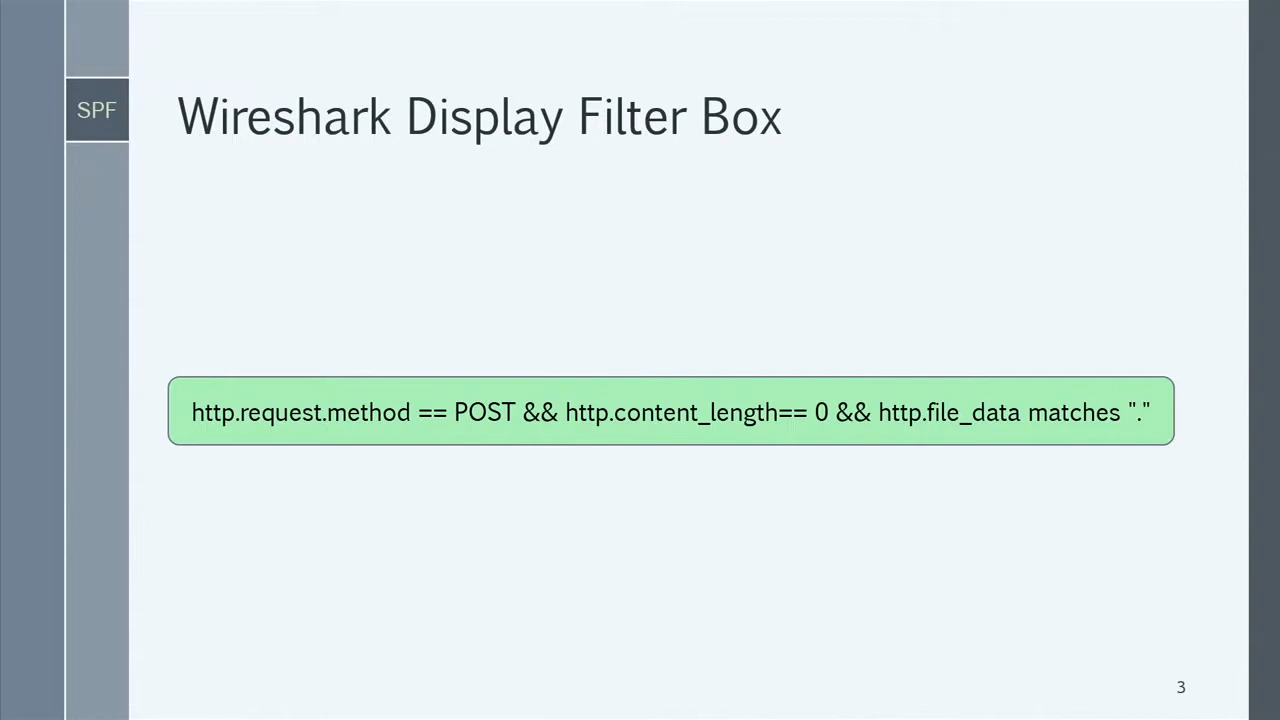 SPF
Wireshark Display Filter Box
http.request.method == POST && http.content_length== 0 && http.file_data matches "."
3